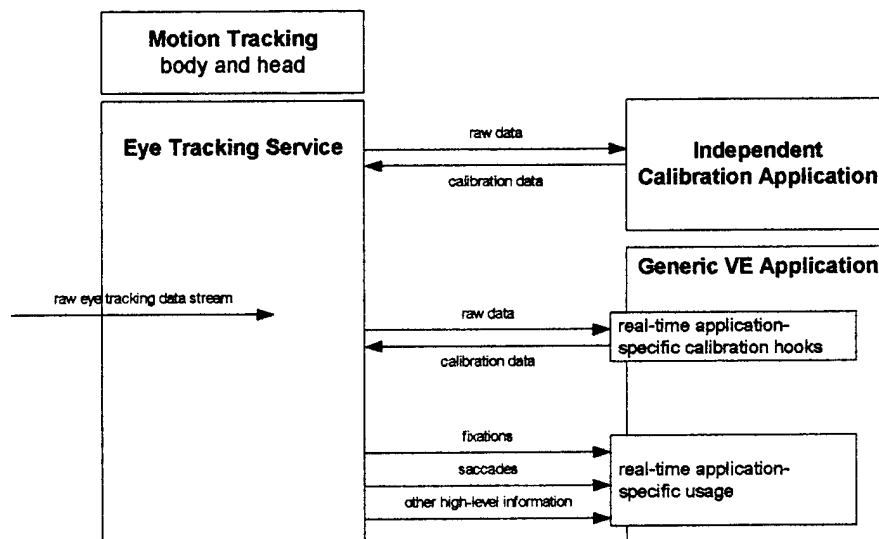 Motion Tracking
body and head
Eye Tracking Service
raw data
calibration data
Independent
Calibration Application
Generic VE Application
raw eye tracking data stream
raw data
calibration data
real-time application-
specific calibration hooks
fixations
saccades
other high-level information
real-time application-
specific usage